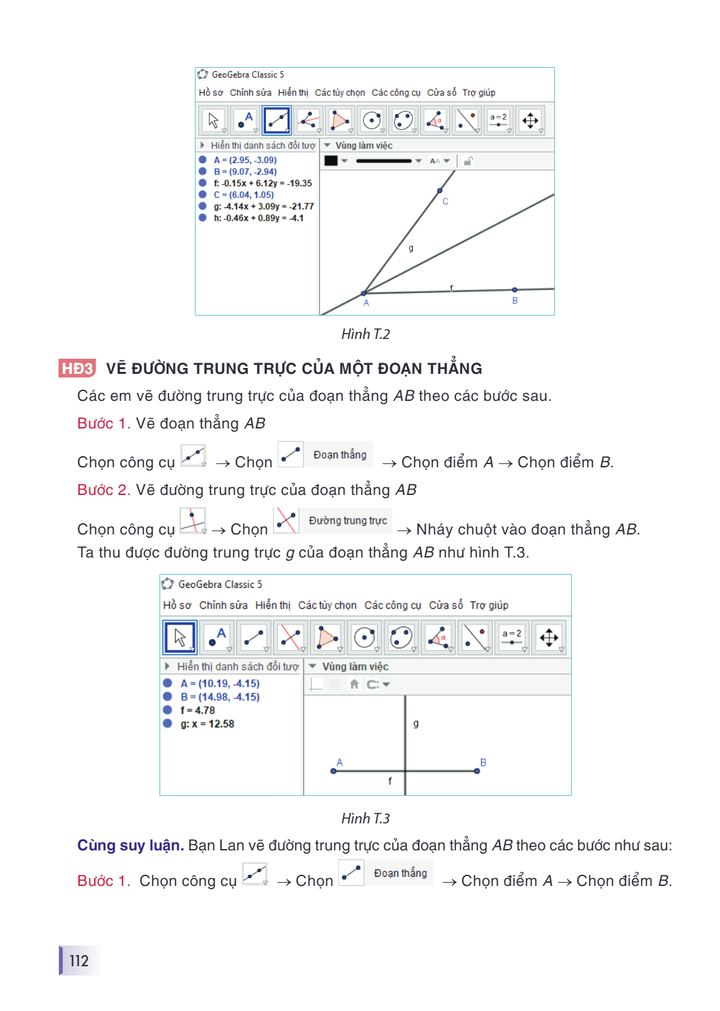 GeoGebra Classic 5
Hồ sơ Chỉnh sửa Hiển thị Các tùy chọn Các công cụ Cửa sổ Trợ giúp
A
α
a = 2
Hiển thị danh sách đối tượ
Vùng làm việc
A = (2.95, -3.09)
B = (9.07, -2.94)
f: -0.15x + 6.12y = -19.35
C = (6.04, 1.05)
g: -4.14x + 3.09y = -21.77
h: -0.46x + 0.89y = -4.1
AA
C
g
f
A
B
Hình T.2
HĐ3 VẼ ĐƯỜNG TRUNG TRỰC CỦA MỘT ĐOẠN THẲNG
Các em vẽ đường trung trực của đoạn thẳng AB theo các bước sau.
Bước 1. Vẽ đoạn thẳng AB
Chọn công cụ → Chọn Đoạn thẳng → Chọn điểm A → Chọn điểm B.
Bước 2. Vẽ đường trung trực của đoạn thẳng AB
Chọn công cụ → Chọn Đường trung trực → Nháy chuột vào đoạn thẳng AB.
Ta thu được đường trung trực g của đoạn thẳng AB như hình T.3.
GeoGebra Classic 5
Hồ sơ Chỉnh sửa Hiển thị Các tùy chọn Các công cụ Cửa sổ Trợ giúp
A
α
a = 2
Hiển thị danh sách đối tượ
Vùng làm việc
A = (10.19, -4.15)
B = (14.98, -4.15)
f = 4.78
g: x = 12.58
g
A
B
f
Hình T.3
Cùng suy luận. Bạn Lan vẽ đường trung trực của đoạn thẳng AB theo các bước như sau:
Bước 1. Chọn công cụ → Chọn Đoạn thẳng → Chọn điểm A → Chọn điểm B.
112